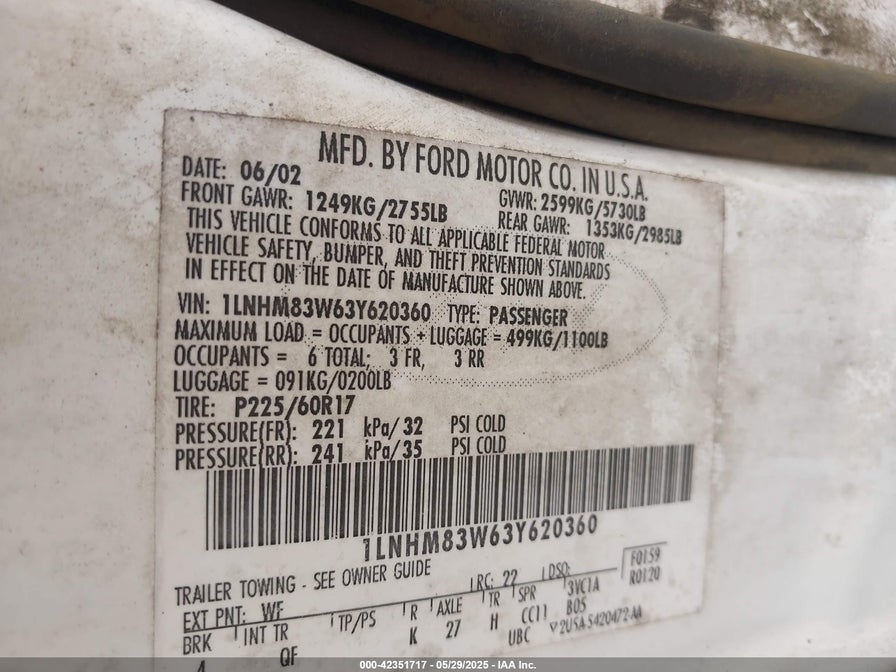 MFD. BY FORD MOTOR CO. IN U.S.A.
DATE: 06/02 GVWR: 2599KG/5730LB
FRONT GAWR: 1249KG/2755LB REAR GAWR: 1353KG/2985LB
THIS VEHICLE CONFORMS TO ALL APPLICABLE FEDERAL MOTOR
VEHICLE SAFETY, BUMPER, AND THEFT PREVENTION STANDARDS
IN EFFECT ON THE DATE OF MANUFACTURE SHOWN ABOVE.
VIN: 1LNHM83W63Y620360 TYPE: PASSENGER
MAXIMUM LOAD = OCCUPANTS + LUGGAGE = 499KG/1100LB
OCCUPANTS = 6 TOTAL; 3 FR, 3 RR
LUGGAGE = 091KG/0200LB
TIRE: P225/60R17
PRESSURE(FR): 221 kPa/32 PSI COLD
PRESSURE(RR): 241 kPa/35 PSI COLD
1LNHM83W63Y620360
TRAILER TOWING - SEE OWNER GUIDE
EXT PNT: WF RC: 22 DSO: F0159
R0120
BRK INT TR TP/PS R AXLE TR SPR 3VC1A
4 QF K 27 H CC11 B05
UBC V2U5A-5420472-AA
000-42351717 - 05/29/2025 - IAA Inc.